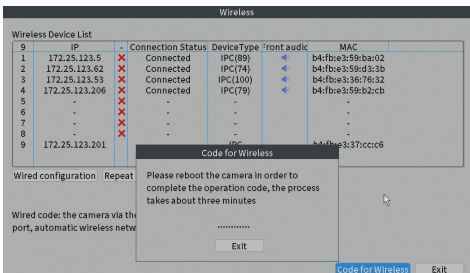 Wireless
Wireless Device List
9 IP - Connection Status DeviceType Front audio MAC
1 172.25.123.5 Connected IPC(89) b4:fb:e3:59:ba:02
2 172.25.123.62 Connected IPC(74) b4:fb:e3:59:d3:3b
3 172.25.123.53 Connected IPC(100) b4:fb:e3:36:76:32
4 172.25.123.206 Connected IPC(79) b4:fb:e3:59:b2:cb
5 - - - -
6 - - - -
7 - - - -
8 - - - -
9 172.25.123.201 IPC b4:fb:e3:37:cc:c6
Code for Wireless
Wired configuration Repeat
Please reboot the camera in order to
complete the operation code, the process
takes about three minutes
............
Wired code: the camera via the
port, automatic wireless netw
Exit
Code for Wireless Exit